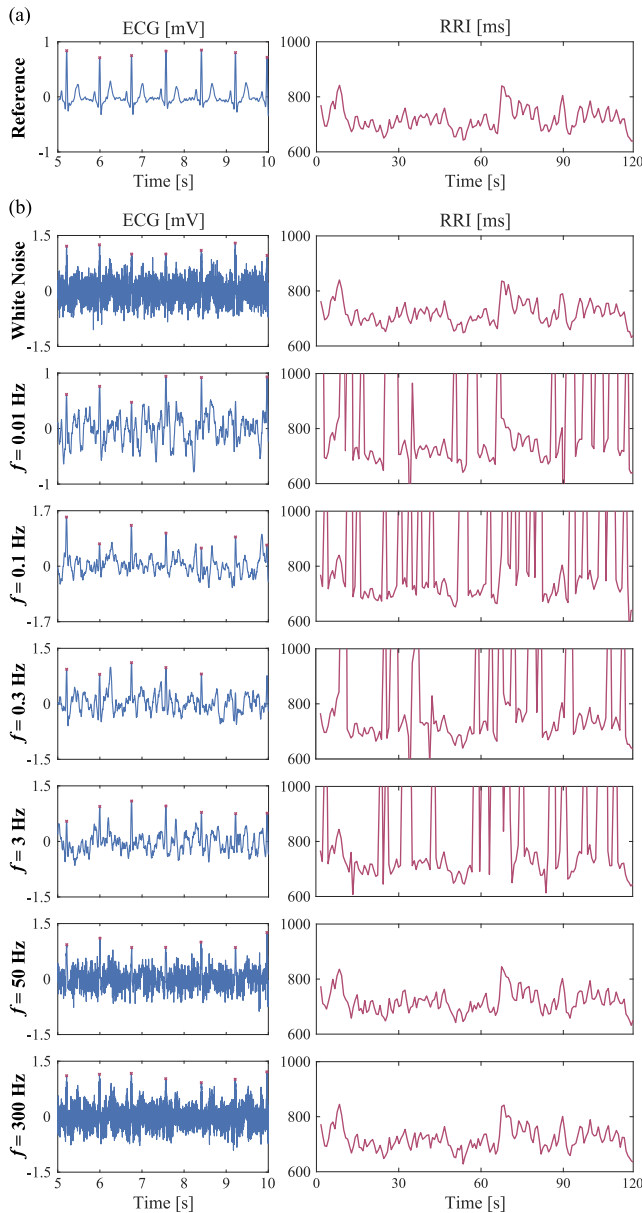 (a)
ECG [mV]
RRI [ms]
Reference
1
0
-1
5 6 7 8 9 10
Time [s]
1000
800
600
0 30 60 90 120
Time [s]
(b)
ECG [mV]
RRI [ms]
White Noise
1.5
0
-1.5
1000
800
600
f = 0.01 Hz
1
0
-1
1000
800
600
f = 0.1 Hz
1.7
0
-1.7
1000
800
600
f = 0.3 Hz
1.5
0
-1.5
1000
800
600
f = 3 Hz
1.5
0
-1.5
1000
800
600
f = 50 Hz
1.5
0
-1.5
1000
800
600
f = 300 Hz
1.5
0
-1.5
5 6 7 8 9 10
Time [s]
1000
800
600
0 30 60 90 120
Time [s]